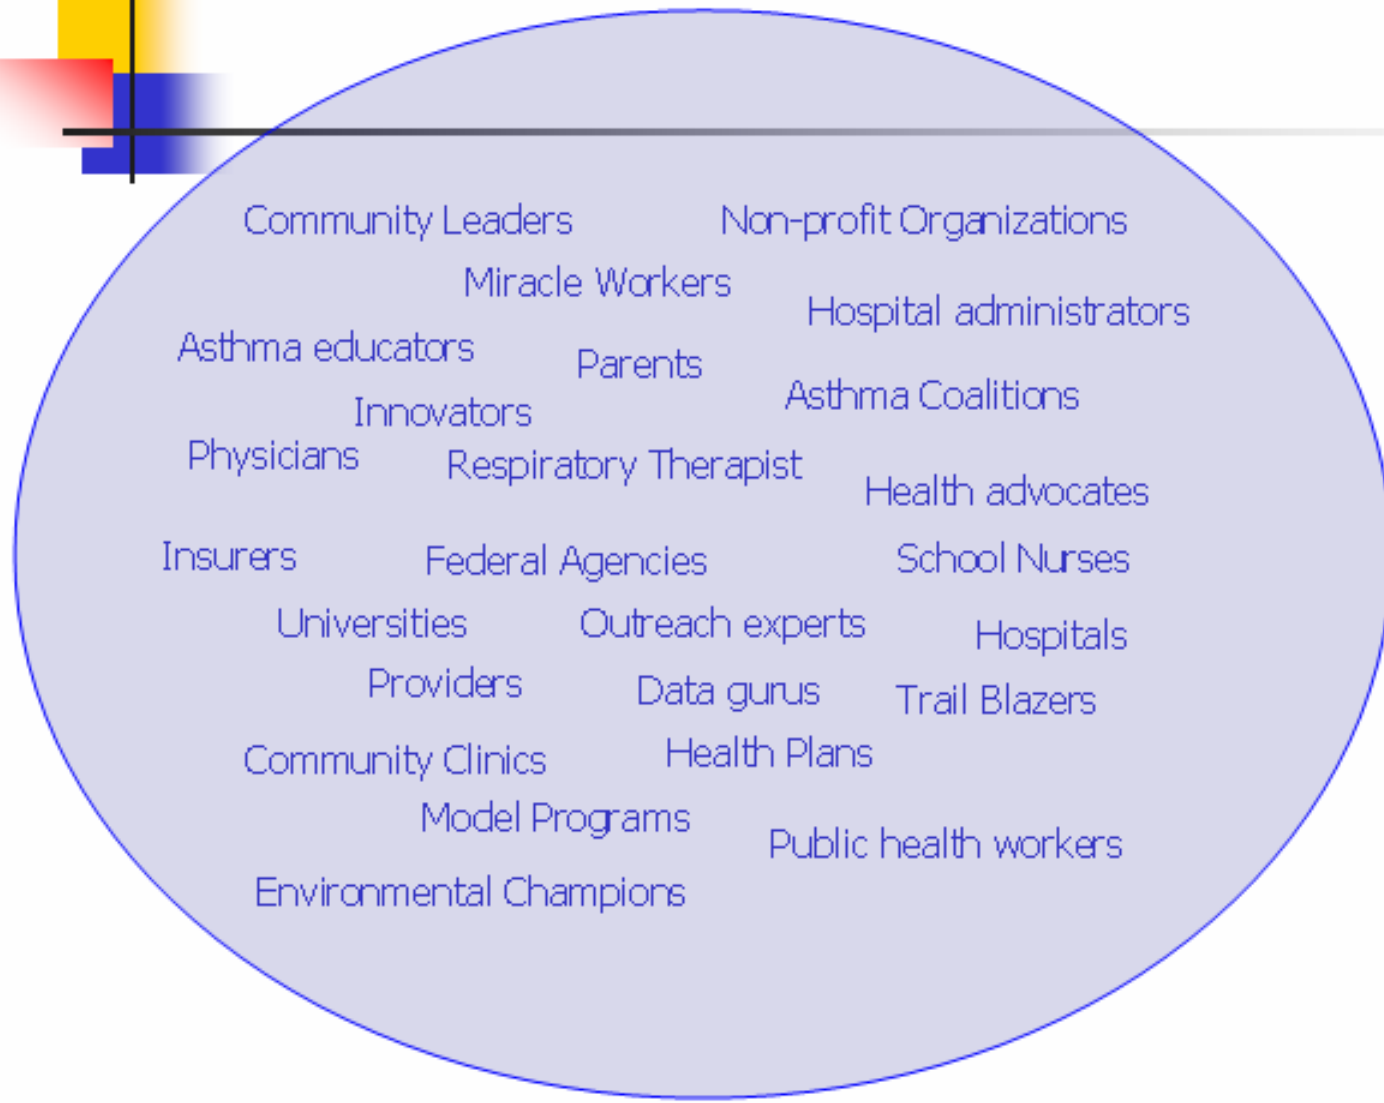 Community Leaders
Non-profit Organizations
Miracle Workers
Hospital administrators
Asthma educators
Parents
Asthma Coalitions
Innovators
Physicians
Respiratory Therapist
Health advocates
Insurers
Federal Agencies
School Nurses
Universities
Outreach experts
Hospitals
Providers
Data gurus
Trail Blazers
Community Clinics
Health Plans
Model Programs
Public health workers
Environmental Champions